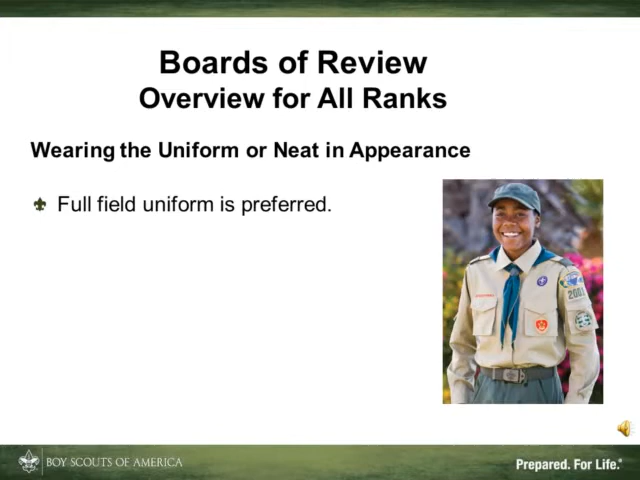 Boards of Review
Overview for All Ranks
Wearing the Uniform or Neat in Appearance
Full field uniform is preferred.
2001
BOY SCOUTS OF AMERICA
Prepared. For Life.®